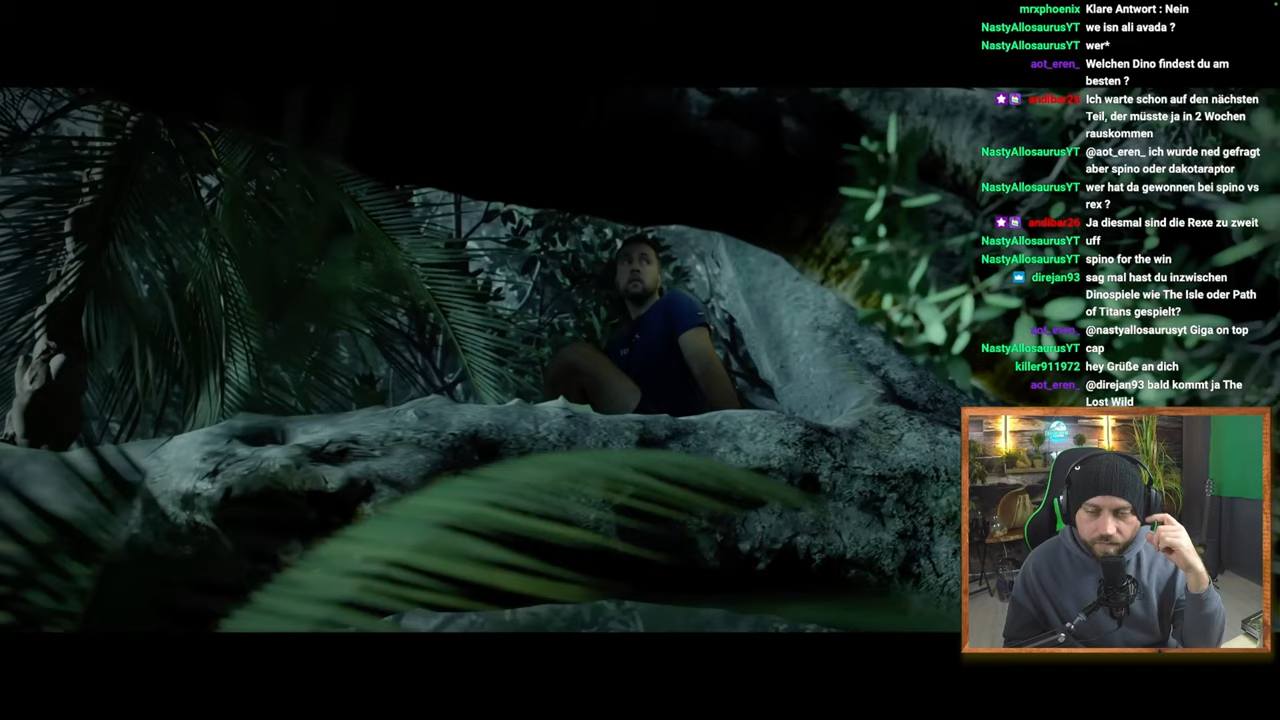 mrxphoenix Klare Antwort : Nein
NastyAllosaurusYT we isn ali avada ?
NastyAllosaurusYT wer*
aot_eren_ Welchen Dino findest du am
besten ?
andibar26 Ich warte schon auf den nächsten
Teil, der müsste ja in 2 Wochen
rauskommen
NastyAllosaurusYT @aot_eren_ ich wurde ned gefragt
aber spino oder dakotaraptor
NastyAllosaurusYT wer hat da gewonnen bei spino vs
rex ?
andibar26 Ja diesmal sind die Rexe zu zweit
NastyAllosaurusYT uff
NastyAllosaurusYT spino for the win
direjan93 sag mal hast du inzwischen
Dinospiele wie The Isle oder Path
of Titans gespielt?
aot_eren_ @nastyallosaurusyt Giga on top
NastyAllosaurusYT cap
killer911972 hey Grüße an dich
aot_eren_ @direjan93 bald kommt ja The
Lost Wild